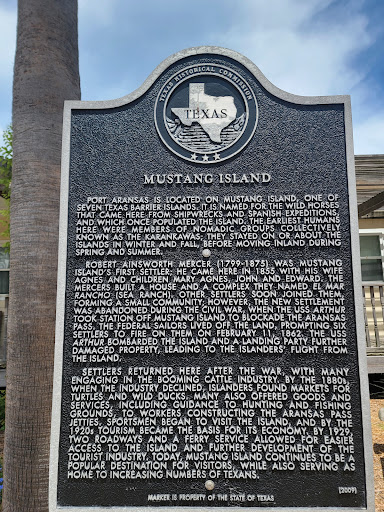 TEXAS HISTORICAL COMMISSION
TEXAS
MUSTANG ISLAND
PORT ARANSAS IS LOCATED ON MUSTANG ISLAND, ONE OF
SEVEN TEXAS BARRIER ISLANDS. IT IS NAMED FOR THE WILD HORSES
THAT CAME HERE FROM SHIPWRECKS AND SPANISH EXPEDITIONS,
AND WHICH ONCE POPULATED THE ISLAND. THE EARLIEST HUMANS
HERE WERE MEMBERS OF NOMADIC GROUPS COLLECTIVELY
KNOWN AS THE KARANKAWAS; THEY STAYED ON OR ABOUT THE
ISLANDS IN WINTER AND FALL, BEFORE MOVING INLAND DURING
SPRING AND SUMMER.
ROBERT AINSWORTH MERCER (1799-1875) WAS MUSTANG
ISLAND'S FIRST SETTLER; HE CAME HERE IN 1855 WITH HIS WIFE
AGNES AND CHILDREN MARY AGNES, JOHN AND EDWARD. THE
MERCERS BUILT A HOUSE AND A COMPLEX THEY NAMED EL MAR
RANCHO (SEA RANCH). OTHER SETTLERS SOON JOINED THEM,
FORMING A SMALL COMMUNITY; HOWEVER, THE NEW SETTLEMENT
WAS ABANDONED DURING THE CIVIL WAR, WHEN THE USS ARTHUR
TOOK STATION OFF MUSTANG ISLAND TO BLOCKADE THE ARANSAS
PASS. THE FEDERAL SAILORS LIVED OFF THE LAND, PROMPTING SIX
SETTLERS TO FIRE ON THEM ON FEBRUARY 11, 1862. THE USS
ARTHUR BOMBARDED THE ISLAND AND A LANDING PARTY FURTHER
DAMAGED PROPERTY, LEADING TO THE ISLANDERS' FLIGHT FROM
THE ISLAND.
SETTLERS RETURNED HERE AFTER THE WAR, WITH MANY
ENGAGING IN THE BOOMING CATTLE INDUSTRY. BY THE 1880s,
WHEN THE INDUSTRY DECLINED, ISLANDERS FOUND MARKETS FOR
TURTLES AND WILD DUCKS. MANY ALSO OFFERED GOODS AND
SERVICES, INCLUDING GUIDANCE TO HUNTING AND FISHING
GROUNDS, TO WORKERS CONSTRUCTING THE ARANSAS PASS
JETTIES. SPORTSMEN BEGAN TO VISIT THE ISLAND, AND BY THE
1920s TOURISM BECAME THE BASIS FOR ITS ECONOMY. BY 1929,
TWO ROADWAYS AND A FERRY SERVICE ALLOWED FOR EASIER
ACCESS TO THE ISLAND AND FURTHER DEVELOPMENT OF THE
TOURIST INDUSTRY. TODAY, MUSTANG ISLAND CONTINUES TO BE A
POPULAR DESTINATION FOR VISITORS, WHILE ALSO SERVING AS
HOME TO INCREASING NUMBERS OF TEXANS.
(2009)
MARKER IS PROPERTY OF THE STATE OF TEXAS